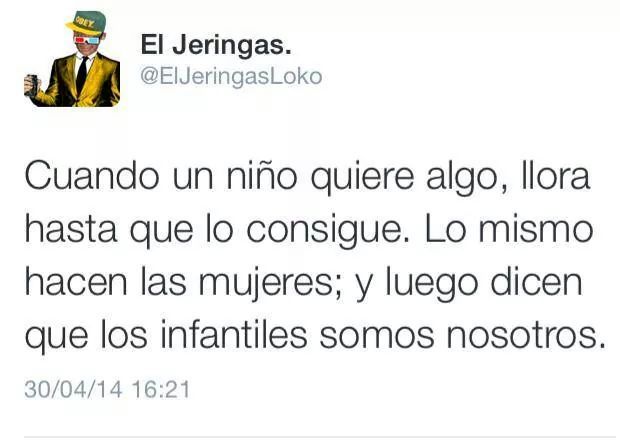 OBEY
El Jeringas.
@ElJeringasLoko
Cuando un niño quiere algo, llora
hasta que lo consigue. Lo mismo
hacen las mujeres; y luego dicen
que los infantiles somos nosotros.
30/04/14 16:21